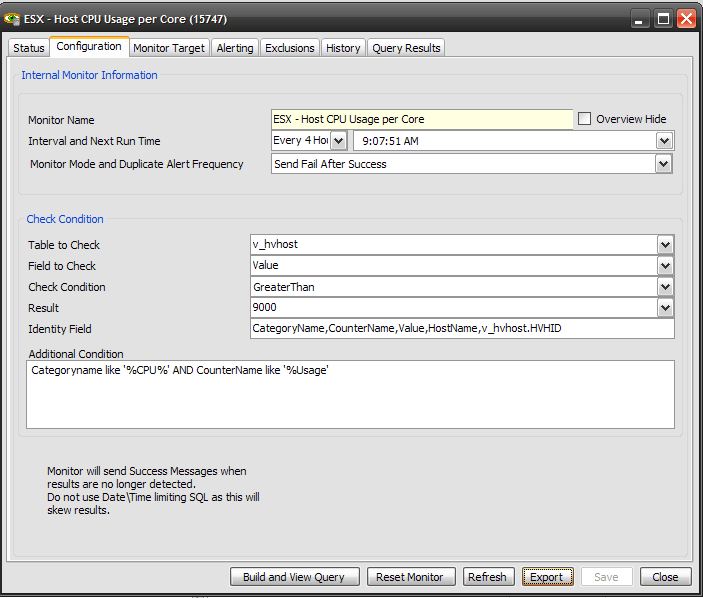 ESX - Host CPU Usage per Core (15747)
Status Configuration Monitor Target Alerting Exclusions History Query Results
Internal Monitor Information
Monitor Name ESX - Host CPU Usage per Core Overview Hide
Interval and Next Run Time Every 4 Hou 9:07:51 AM
Monitor Mode and Duplicate Alert Frequency Send Fail After Success
Check Condition
Table to Check v_hvhost
Field to Check Value
Check Condition GreaterThan
Result 9000
Identity Field CategoryName,CounterName,Value,HostName,v_hvhost.HVHID
Additional Condition
Categoryname like '%CPU%' AND CounterName like '%Usage'
Monitor will send Success Messages when
results are no longer detected.
Do not use Date\Time limiting SQL as this will
skew results.
Build and View Query Reset Monitor Refresh Export Save Close